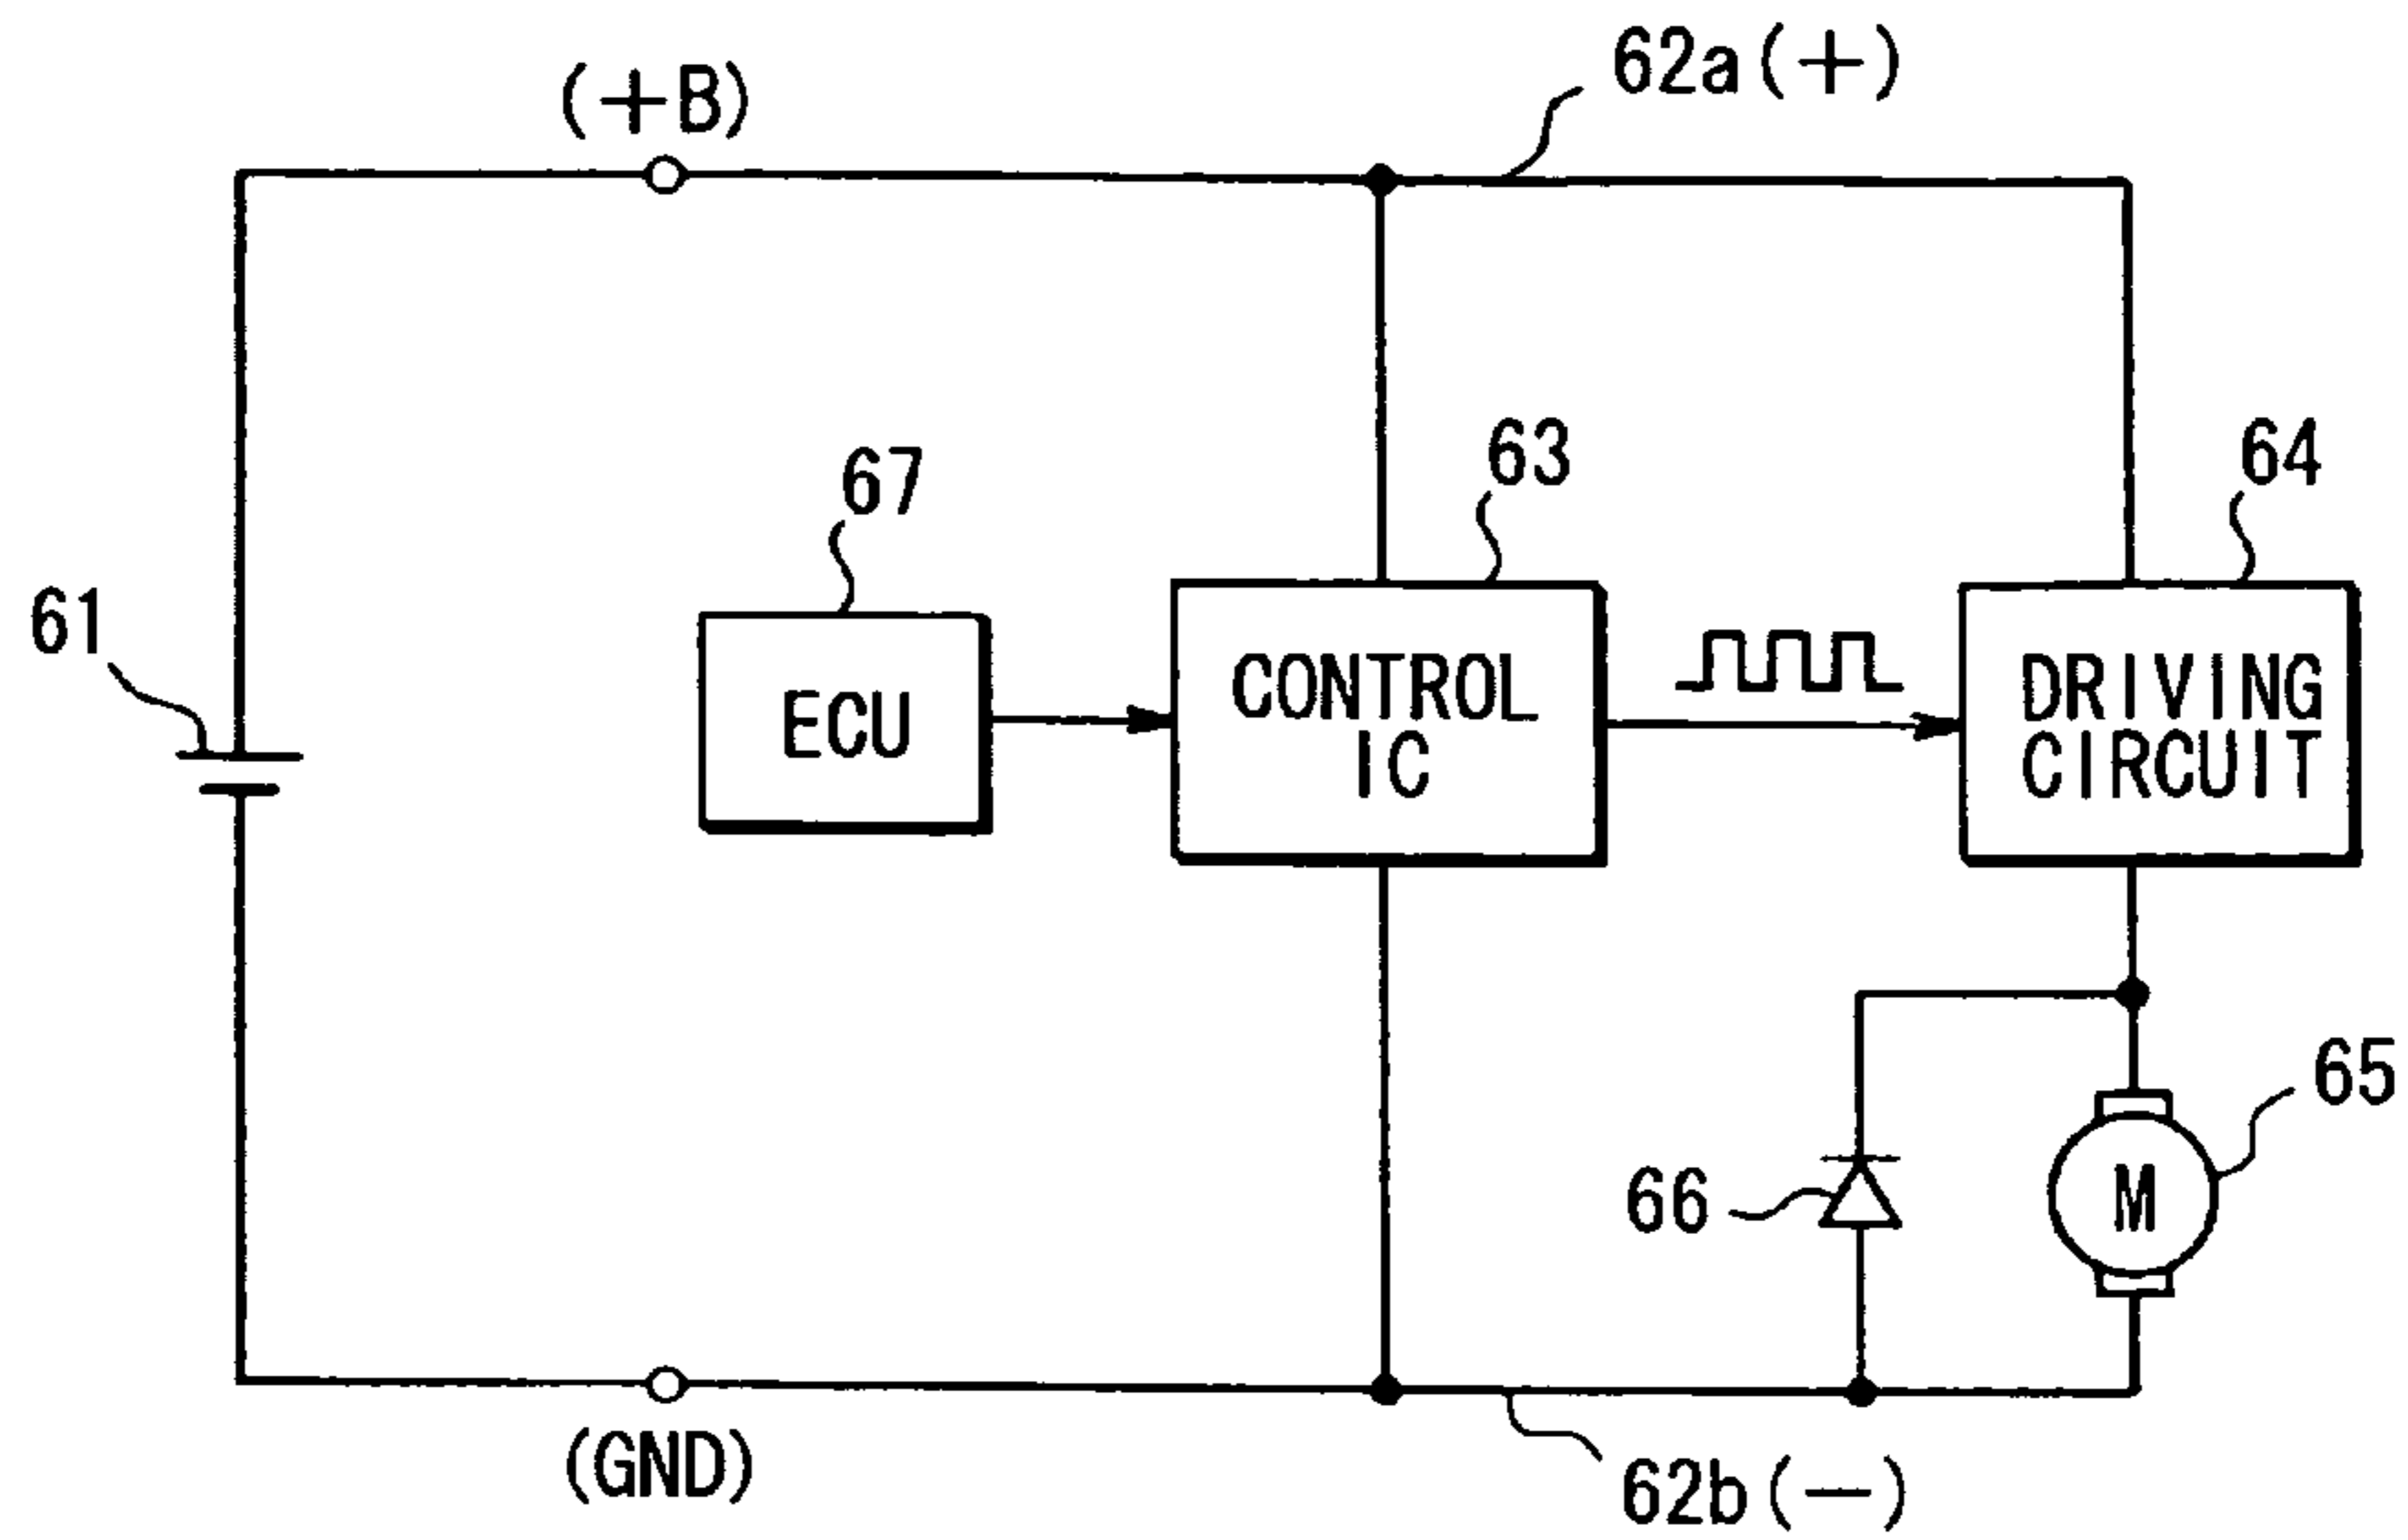 62a(+)
(+B)
63
64
67
61
CONTROL
IC
DRIVING
CIRCUIT
ECU
65
66
M
(GND)
62b(—)